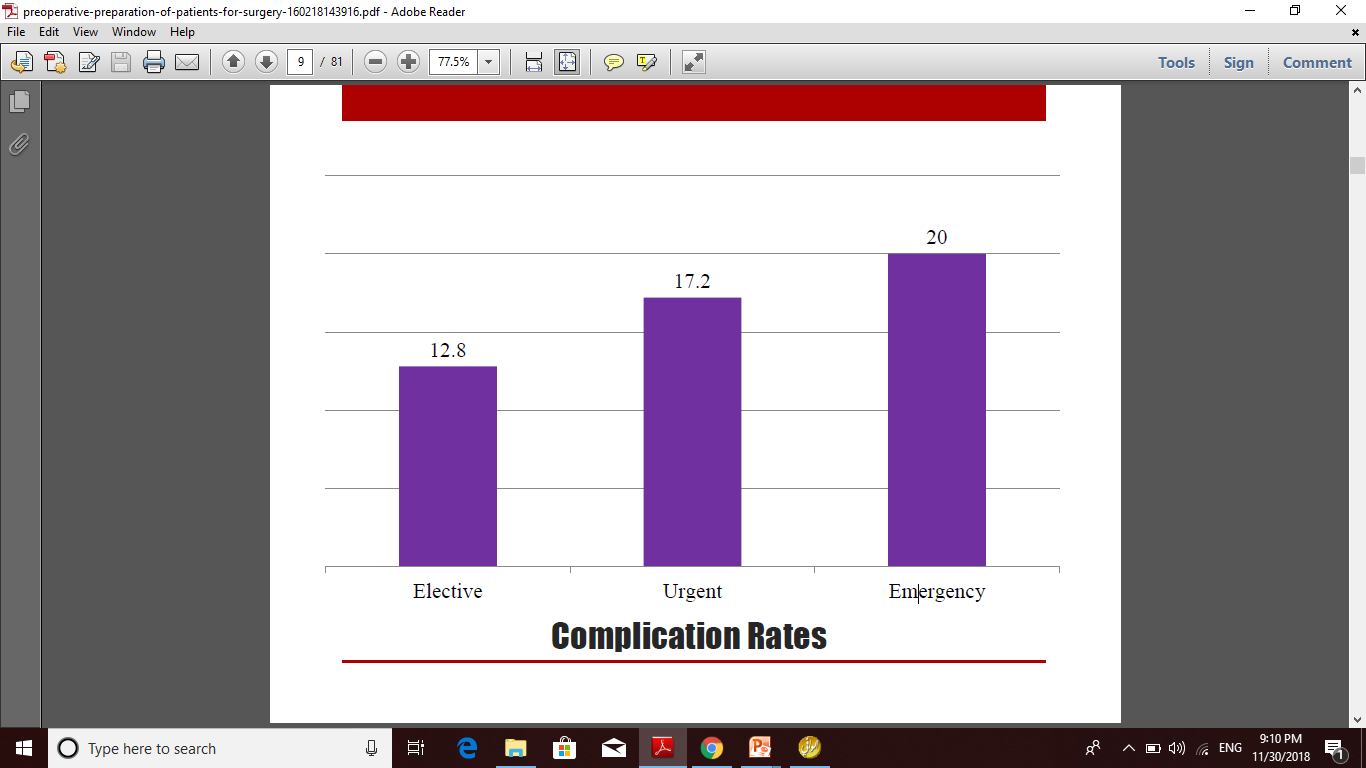 preoperative-preparation-of-patients-for-surgery-160218143916.pdf - Adobe Reader
File Edit View Window Help
9 / 81 77.5% Tools Sign Comment
20
17.2
12.8
Elective Urgent Emergency
Complication Rates
Type here to search
ENG
9:10 PM
11/30/2018
1